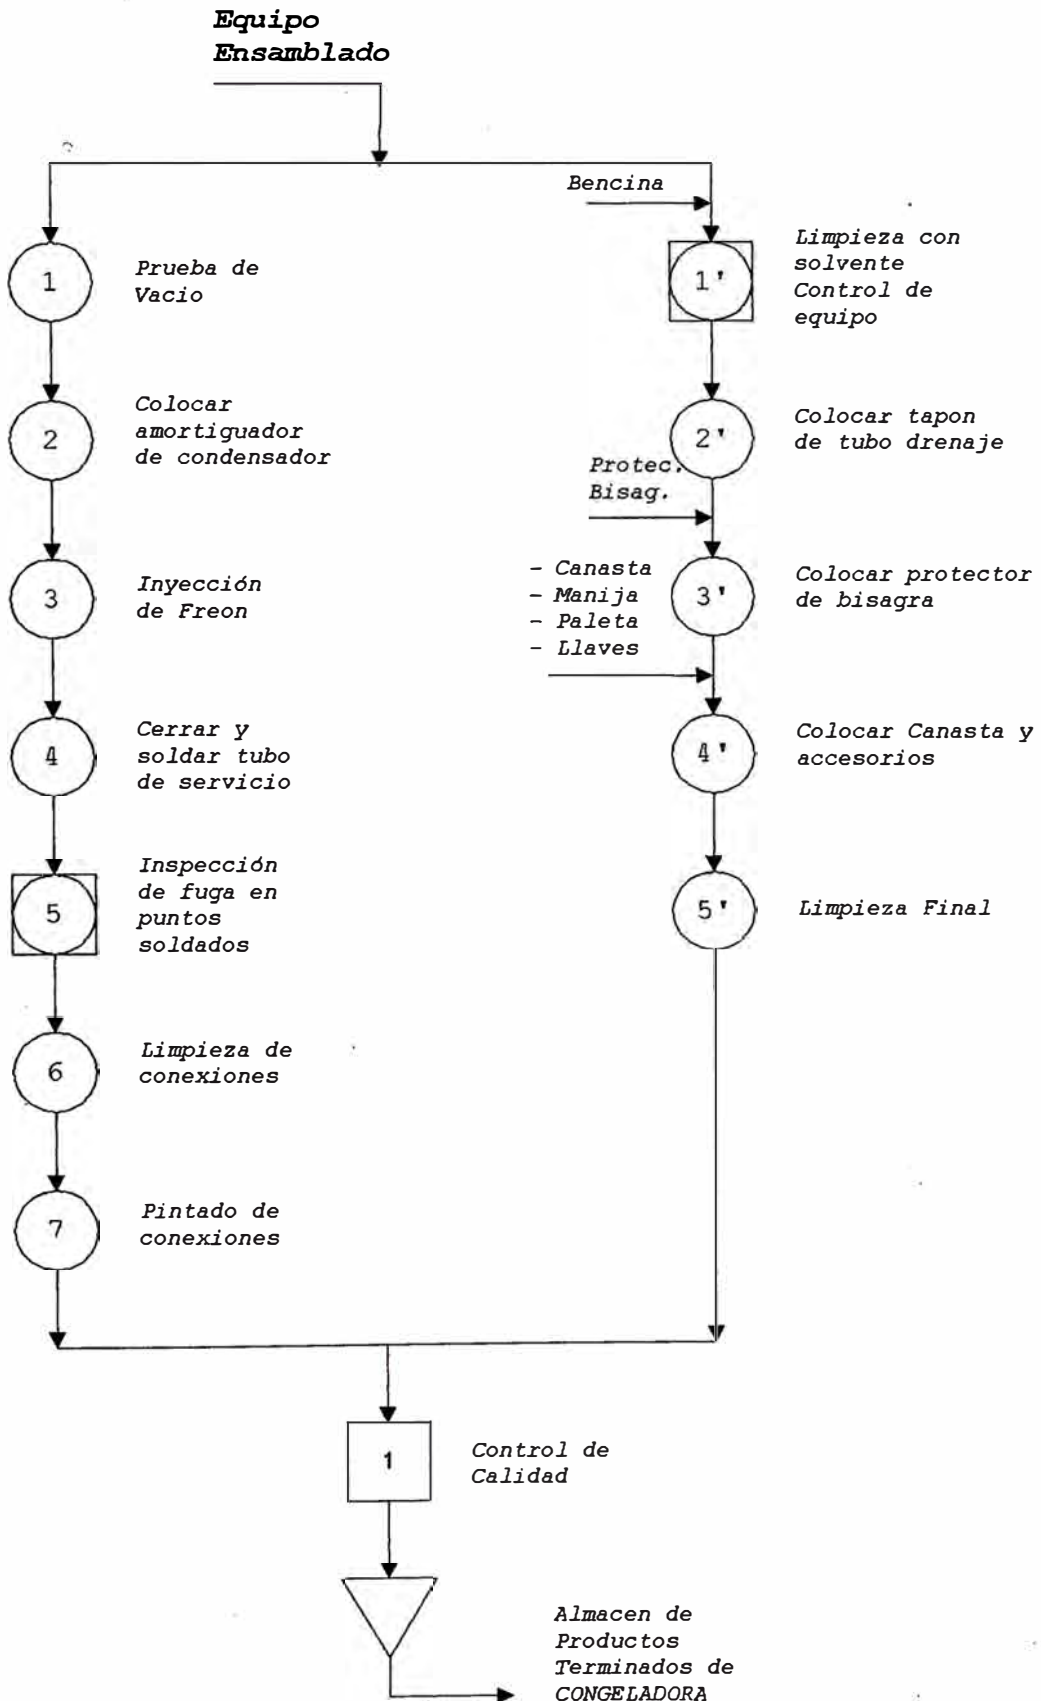 Equipo
Ensamblado
1
Prueba de
Vacio
2
Colocar
amortiguador
de condensador
3
Inyección
de Freon
4
Cerrar y
soldar tubo
de servicio
5
Inspección
de fuga en
puntos
soldados
6
Limpieza de
conexiones
7
Pintado de
conexiones
Bencina
1'
Limpieza con
solvente
Control de
equipo
2'
Colocar tapon
de tubo drenaje
Protec.
Bisag.
3'
Colocar protector
de bisagra
- Canasta
- Manija
- Paleta
- Llaves
4'
Colocar Canasta y
accesorios
5'
Limpieza Final
1
Control de
Calidad
Almacen de
Productos
Terminados de
CONGELADORA